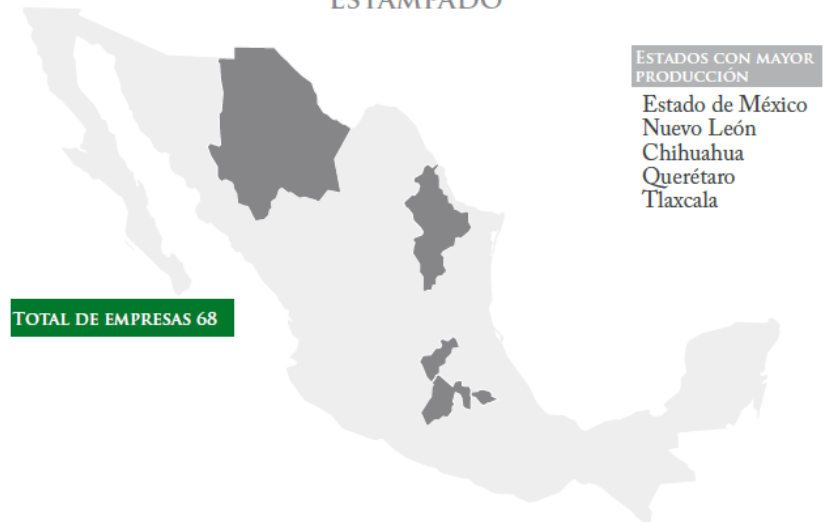 ESTAMPADO
ESTADOS CON MAYOR
PRODUCCIÓN
Estado de México
Nuevo León
Chihuahua
Querétaro
Tlaxcala
TOTAL DE EMPRESAS 68